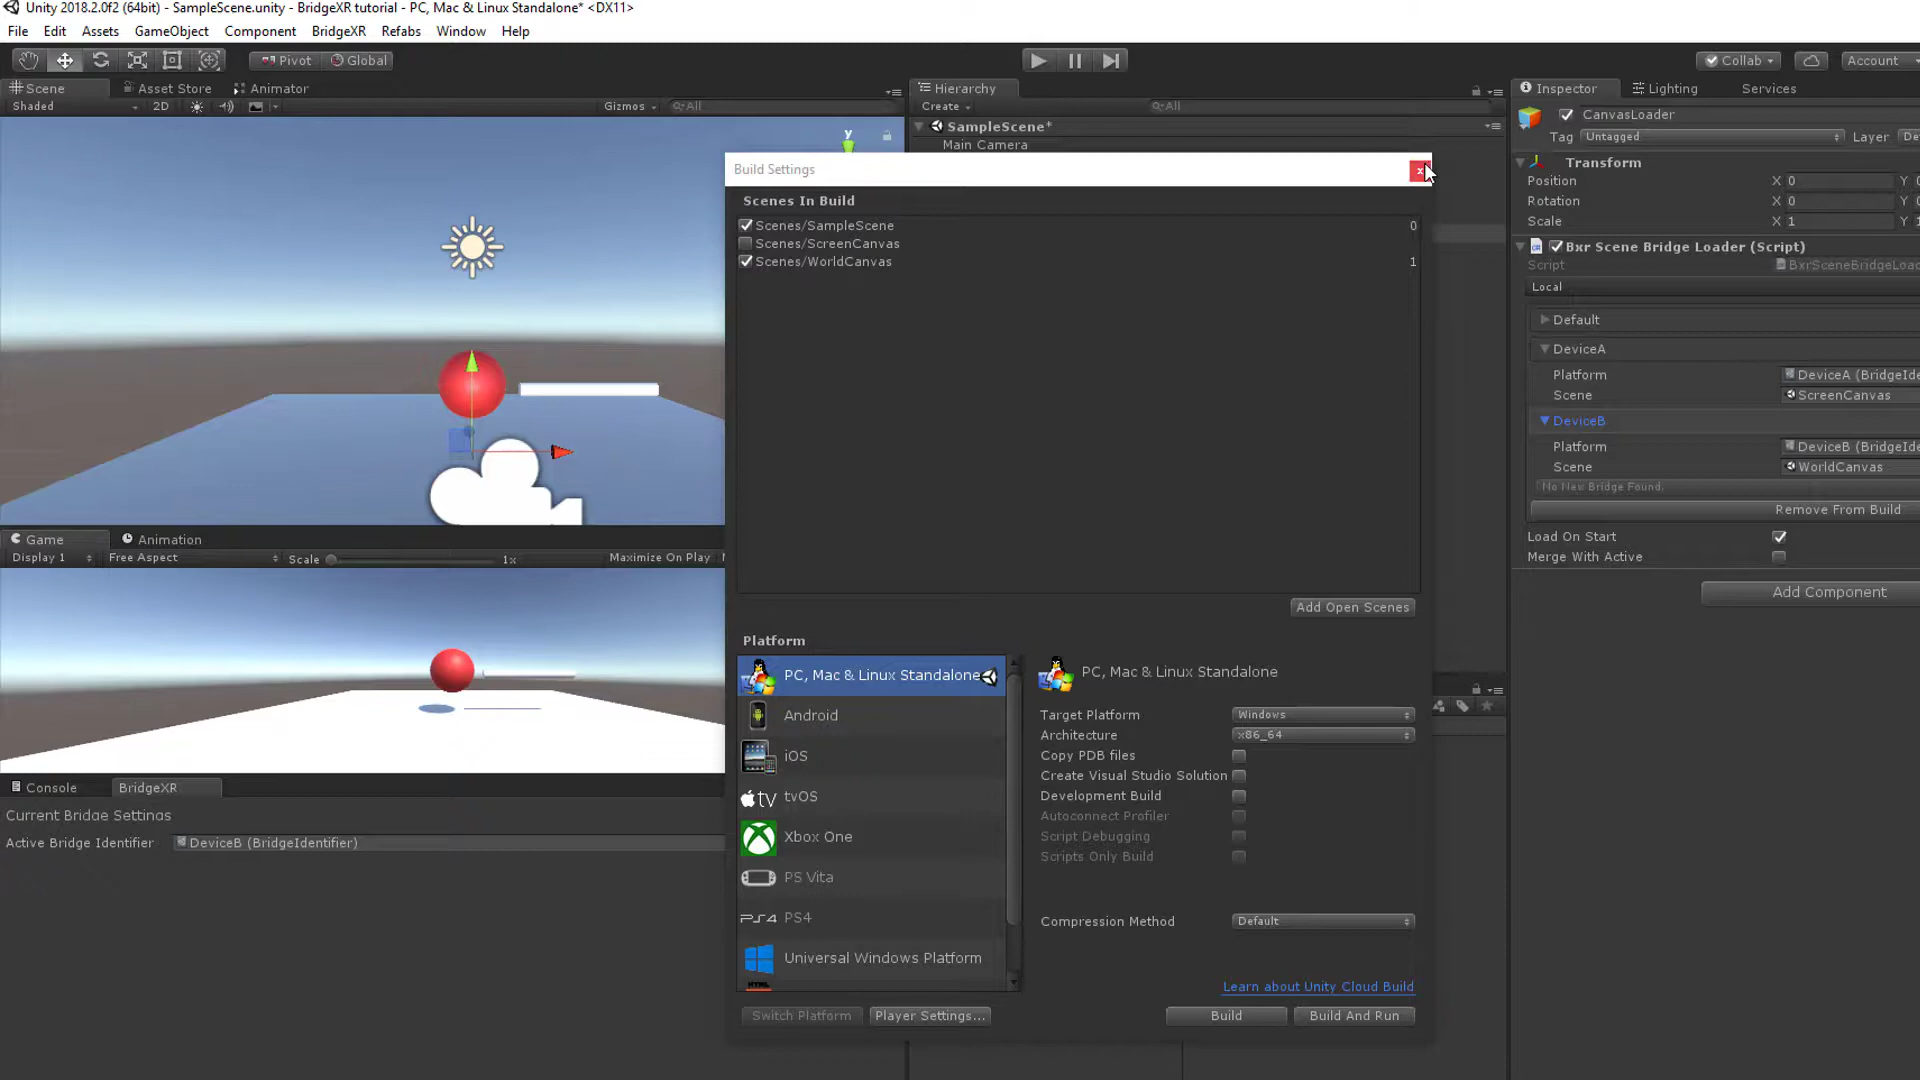 Unity 2018.2.0f2 (64bit) - SampleScene.unity - BridgeXR tutorial - PC, Mac & Linux Standalone* <DX11>
File Edit Assets GameObject Component BridgeXR Refabs Window Help
Pivot Global
Collab
Account
Scene Asset Store Animator
Shaded 2D Gizmos All
y
Hierarchy
Create All
SampleScene*
Main Camera
Build Settings
x
Scenes In Build
Scenes/SampleScene 0
Scenes/ScreenCanvas
Scenes/WorldCanvas 1
Add Open Scenes
Platform
PC, Mac & Linux Standalone
Android
iOS
tv tvOS
Xbox One
PS Vita
PS4 PS4
Universal Windows Platform
PC, Mac & Linux Standalone
Target Platform Windows
Architecture x86_64
Copy PDB files
Create Visual Studio Solution
Development Build
Autoconnect Profiler
Script Debugging
Scripts Only Build
Compression Method Default
Learn about Unity Cloud Build
Switch Platform Player Settings... Build Build And Run
Game Animation
Display 1 Free Aspect Scale 1x Maximize On Play
Console BridgeXR
Current Bridge Settings
Active Bridge Identifier DeviceB (BridgeIdentifier)
Inspector Lighting Services
CanvasLoader
Tag Untagged Layer
Transform
Position X 0 Y
Rotation X 0 Y
Scale X 1 Y
Bxr Scene Bridge Loader (Script)
Script BxrSceneBridgeLoad
Local
Default
DeviceA
Platform DeviceA (BridgeIde
Scene ScreenCanvas
DeviceB
Platform DeviceB (BridgeIde
Scene WorldCanvas
No New Bridge Found.
Remove From Build
Load On Start
Merge With Active
Add Component